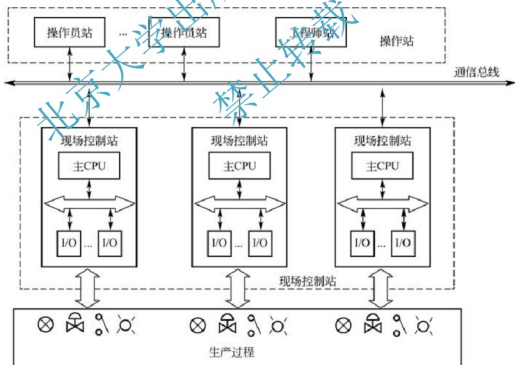 操作员站 ... 操作员站 工程师站 操作站
通信总线
现场控制站 现场控制站 现场控制站
主CPU 主CPU 主CPU
I/O ... I/O I/O ... I/O I/O ... I/O
现场控制站
生产过程
北京大学出版
禁止转载